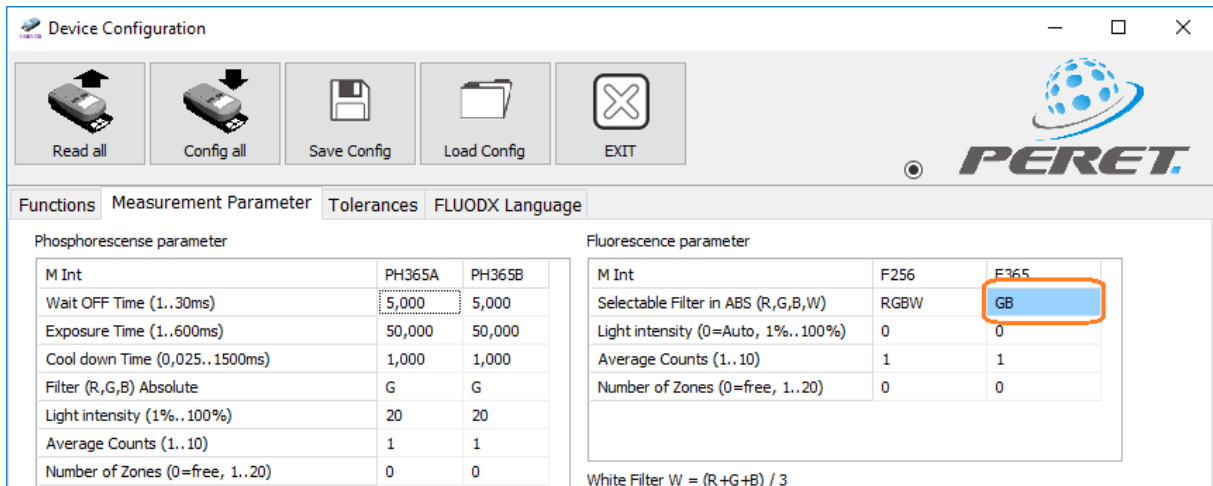 Device Configuration
Read all
Config all
Save Config
Load Config
EXIT
PERET.
Functions Measurement Parameter Tolerances FLUODX Language
Phosphorescense parameter
M Int PH365A PH365B
Wait OFF Time (1..30ms) 5,000 5,000
Exposure Time (1..600ms) 50,000 50,000
Cool down Time (0,025..1500ms) 1,000 1,000
Filter (R,G,B) Absolute G G
Light intensity (1%..100%) 20 20
Average Counts (1..10) 1 1
Number of Zones (0=free, 1..20) 0 0
Fluorescence parameter
M Int F256 F365
Selectable Filter in ABS (R,G,B,W) RGBW GB
Light intensity (0=Auto, 1%..100%) 0 0
Average Counts (1..10) 1 1
Number of Zones (0=free, 1..20) 0 0
White Filter W = (R+G+B) / 3